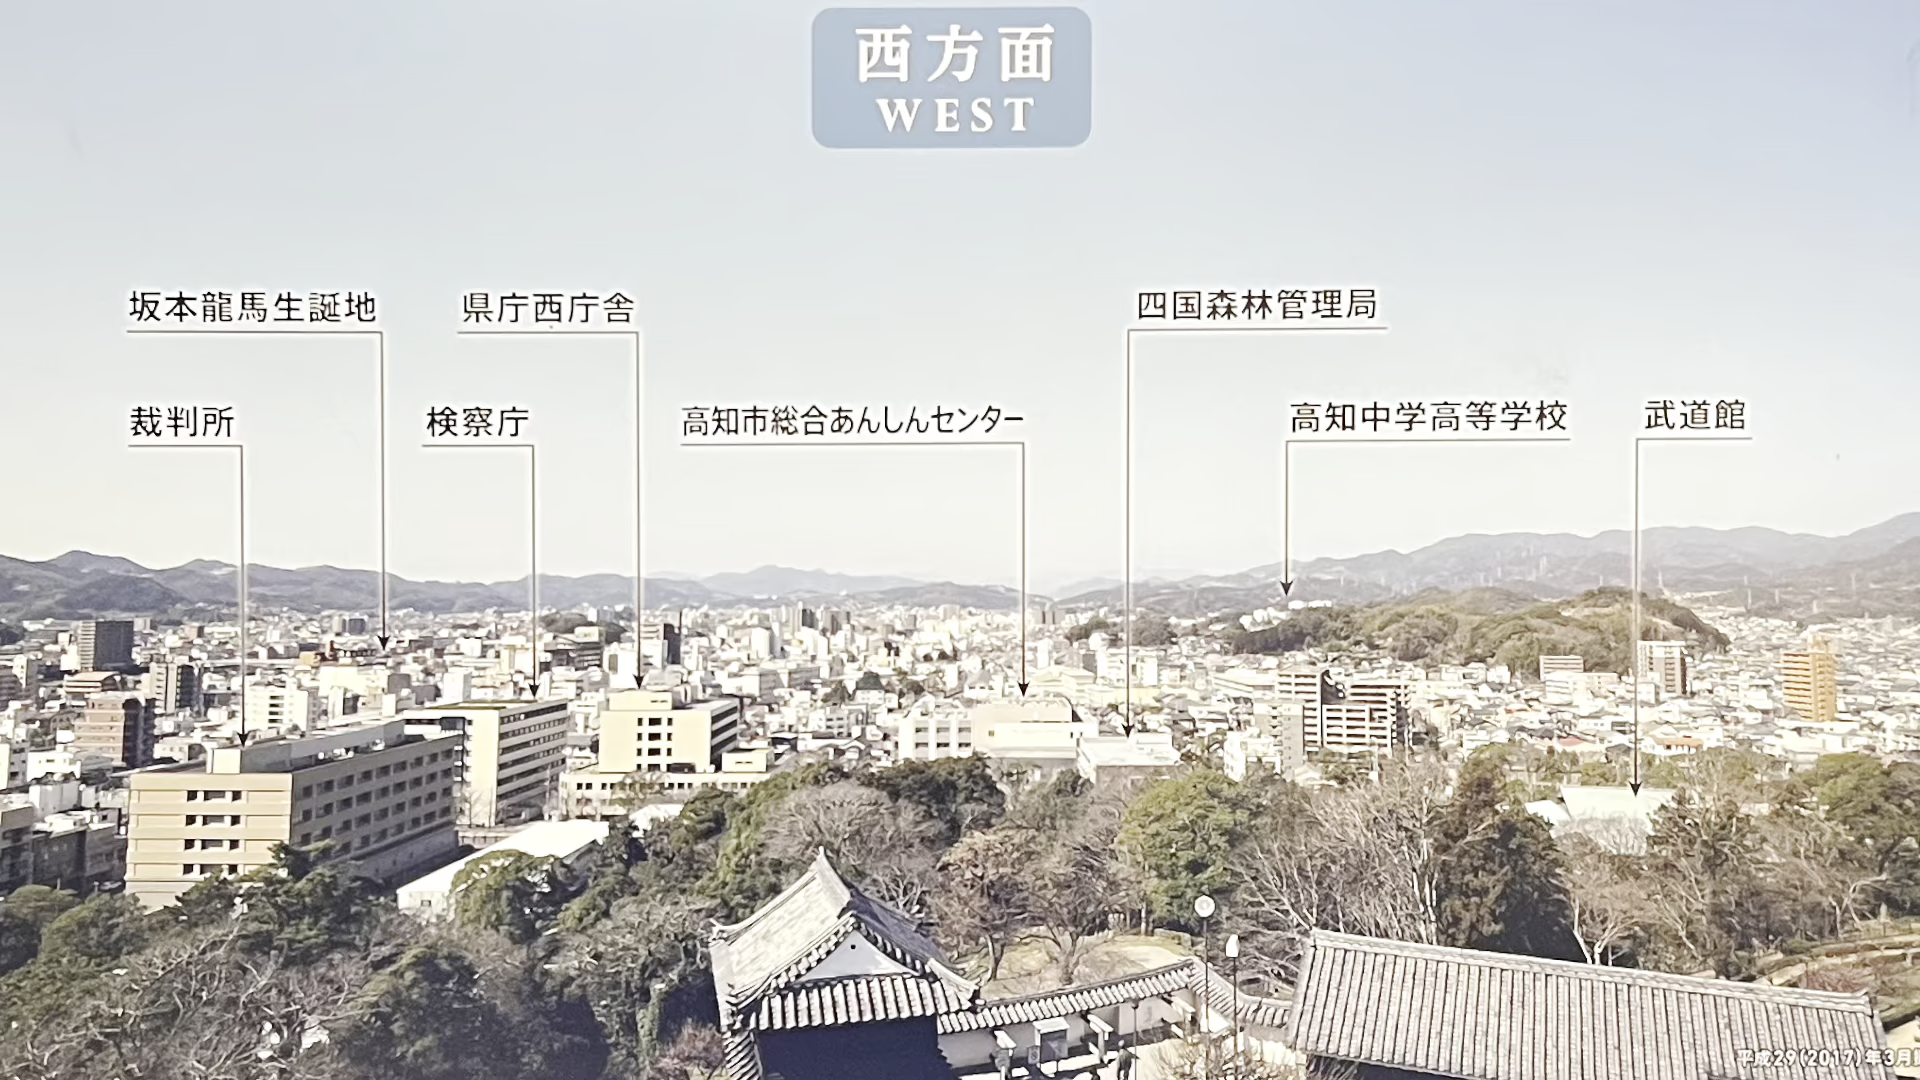 西方面
WEST
坂本龍馬生誕地
県庁西庁舎
四国森林管理局
裁判所
検察庁
高知市総合あんしんセンター
高知中学高等学校
武道館
平成29(2017)年3月